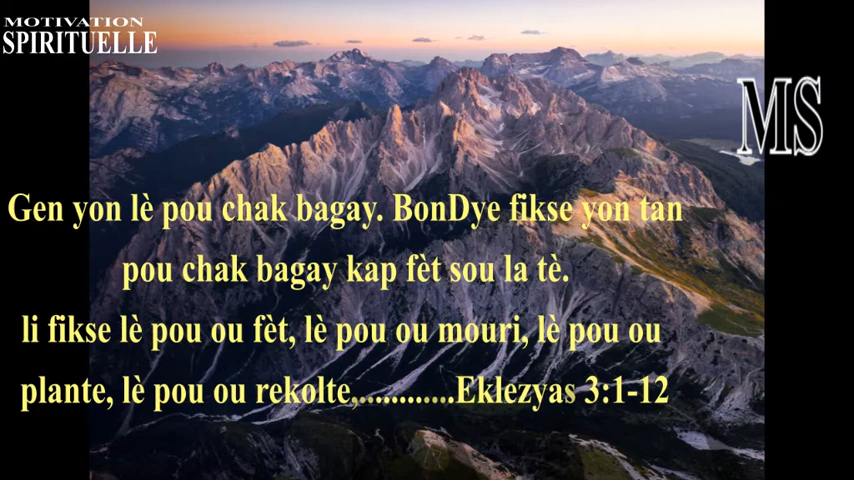 MOTIVATION
SPIRITUELLE
MS
Gen yon lè pou chak bagay. BonDye fikse yon tan
pou chak bagay kap fèt sou la tè.
li fikse lè pou ou fèt, lè pou ou mouri, lè pou ou
plante, lè pou ou rekolte,............Eklezyas 3:1-12